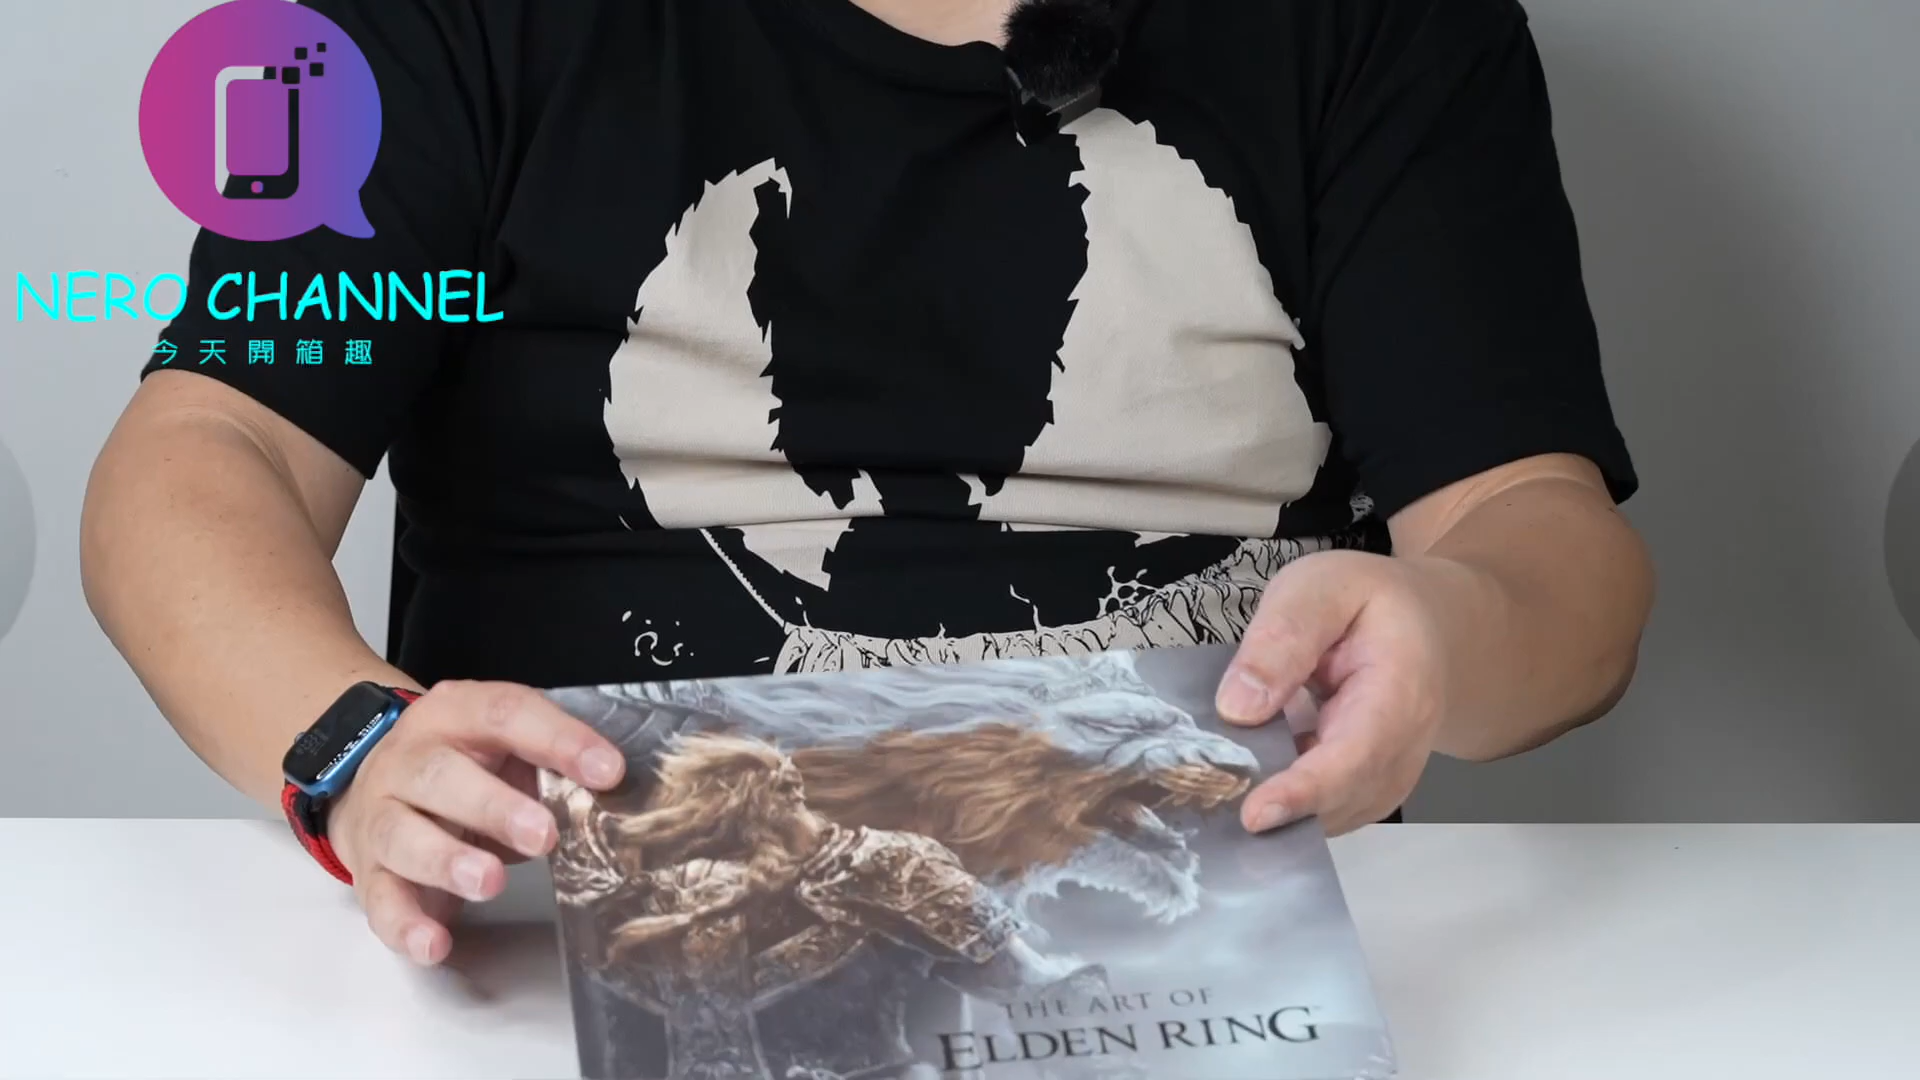 NERO CHANNEL
今天開箱趣
THE ART OF
ELDEN RING